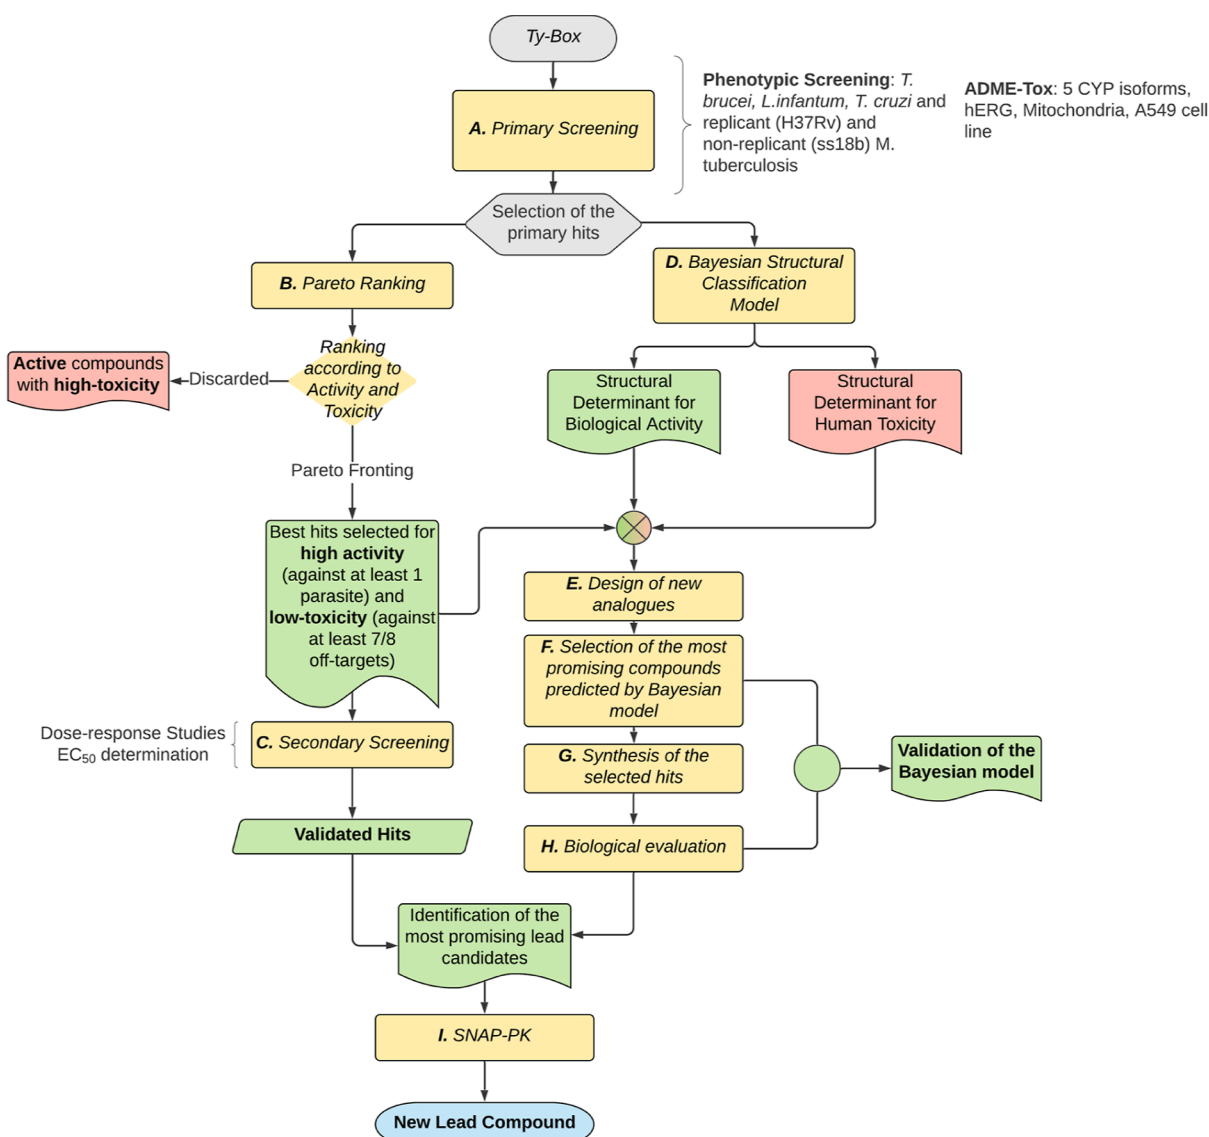 Ty-Box
A. Primary Screening
Phenotypic Screening: T.
brucei, L.infantum, T. cruzi and
replicant (H37Rv) and
non-replicant (ss18b) M.
tuberculosis
ADME-Tox: 5 CYP isoforms,
hERG, Mitochondria, A549 cell
line
Selection of the
primary hits
B. Pareto Ranking
D. Bayesian Structural
Classification
Model
Ranking
according to
Activity and
Toxicity
Discarded
Active compounds
with high-toxicity
Structural
Determinant for
Biological Activity
Structural
Determinant for
Human Toxicity
Pareto Fronting
Best hits selected for
high activity
(against at least 1
parasite) and
low-toxicity (against
at least 7/8
off-targets)
E. Design of new
analogues
F. Selection of the most
promising compounds
predicted by Bayesian
model
Dose-response Studies
EC50 determination
C. Secondary Screening
G. Synthesis of the
selected hits
Validation of the
Bayesian model
Validated Hits
H. Biological evaluation
Identification of the
most promising lead
candidates
I. SNAP-PK
New Lead Compound